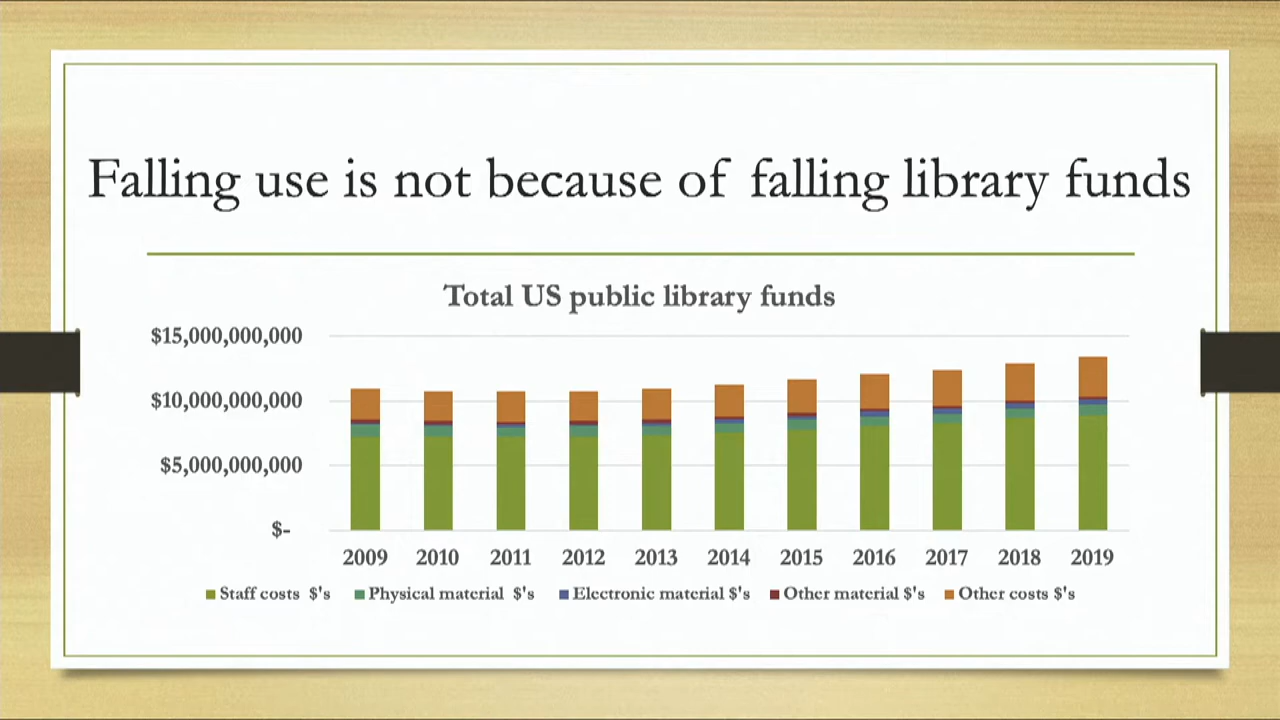 Falling use is not because of falling library funds
Total US public library funds
$15,000,000,000
$10,000,000,000
$5,000,000,000
$-
2009 2010 2011 2012 2013 2014 2015 2016 2017 2018 2019
Staff costs $'s Physical material $'s Electronic material $'s Other material $'s Other costs $'s